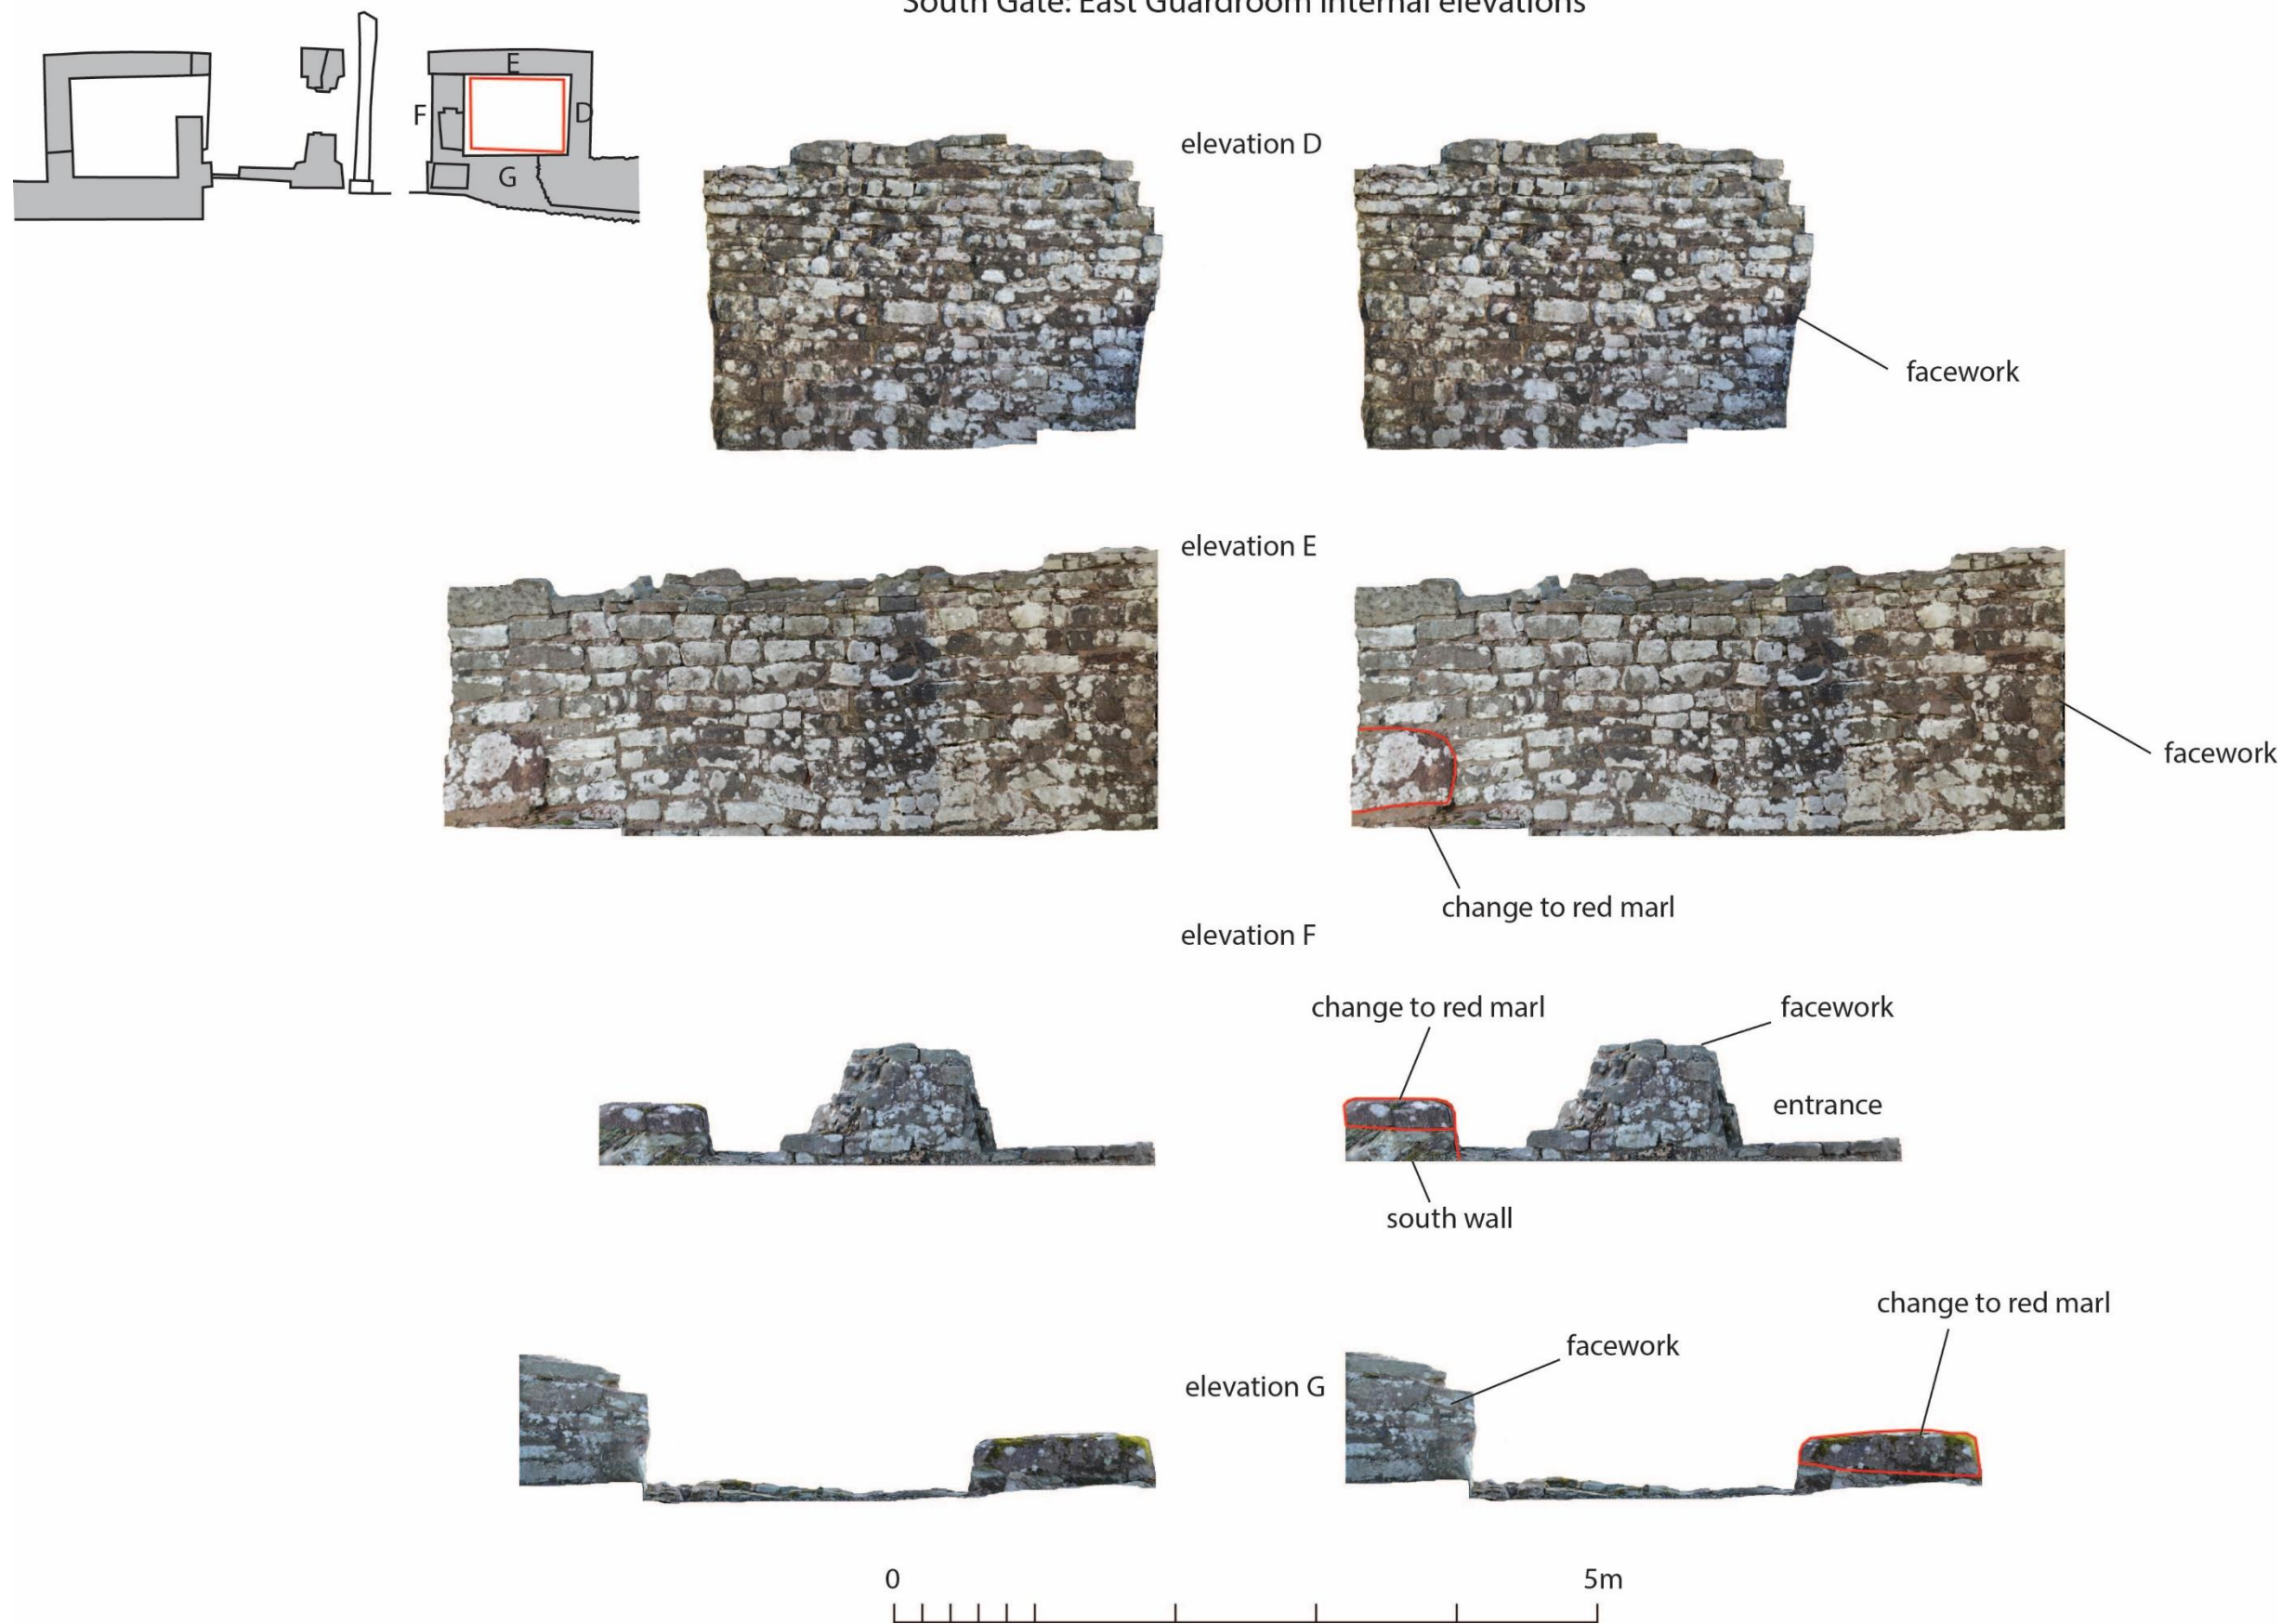 South Gate: East Guardroom internal elevations
E
F
D
G
elevation D
facework
elevation E
facework
change to red marl
elevation F
change to red marl
facework
entrance
south wall
change to red marl
facework
elevation G
0
5m